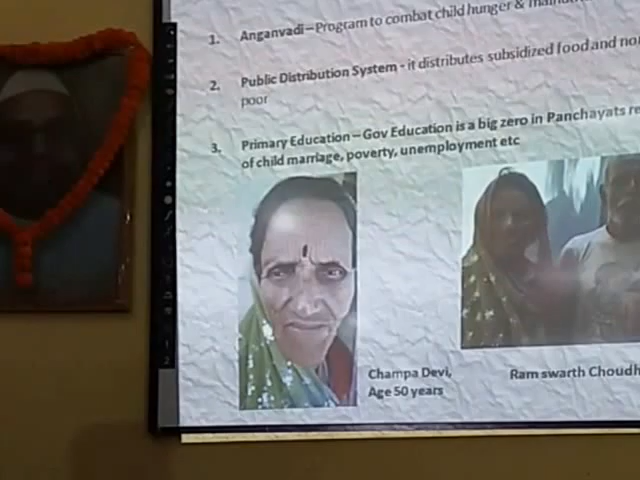 1. Anganvadi – Program to combat child hunger &
2. Public Distribution System - it distributes subsidized food and
poor
3. Primary Education – Gov Education is a big zero in Panchayats
of child marriage, poverty, unemployment etc
Champa Devi,
Age 50 years
Ram swarth